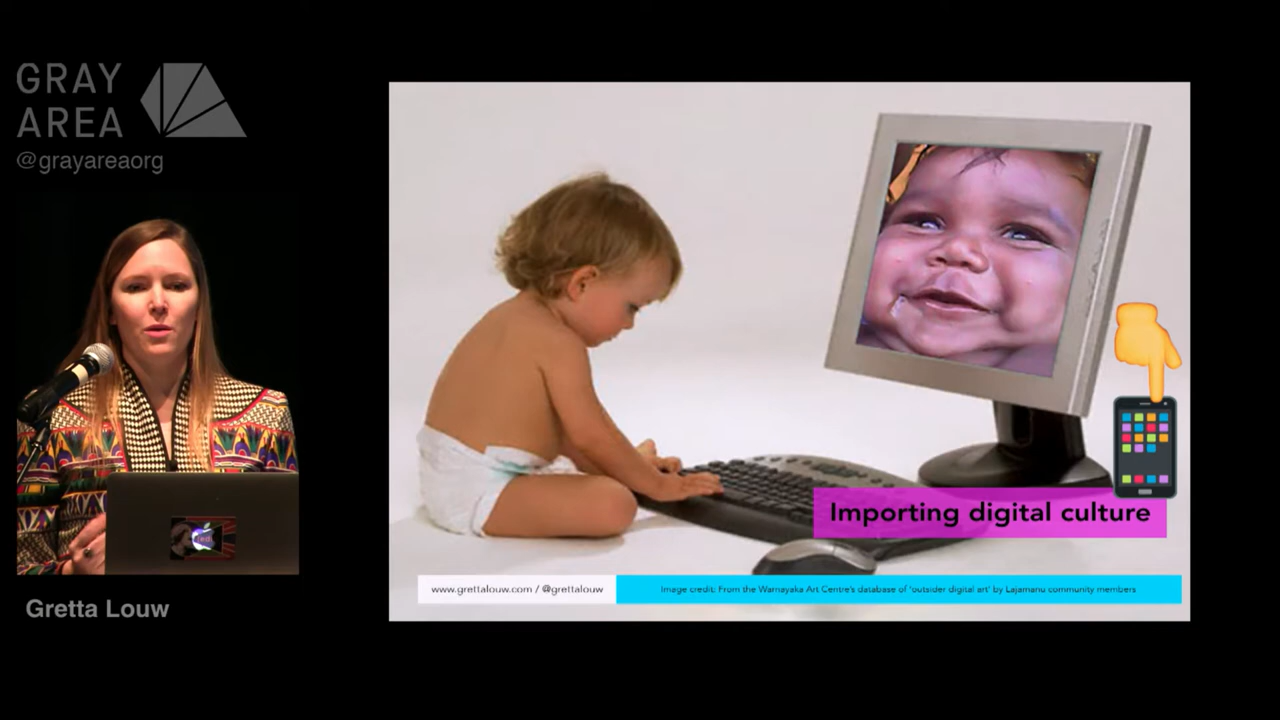 GRAY
AREA
@grayareaorg
Gretta Louw
Importing digital culture
www.grettalouw.com / @grettalouw
Image credit: From the Warnayaka Art Centre's database of 'outsider digital art' by Lajamanu community members